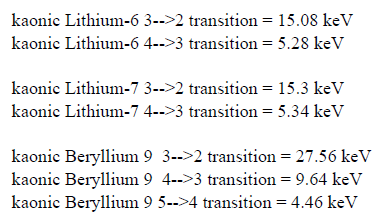 kaonic Lithium-6 3-->2 transition = 15.08 keV
kaonic Lithium-6 4-->3 transition = 5.28 keV
kaonic Lithium-7 3-->2 transition = 15.3 keV
kaonic Lithium-7 4-->3 transition = 5.34 keV
kaonic Beryllium 9  3-->2 transition = 27.56 keV
kaonic Beryllium 9  4-->3 transition = 9.64 keV
kaonic Beryllium 9 5-->4 transition = 4.46 keV